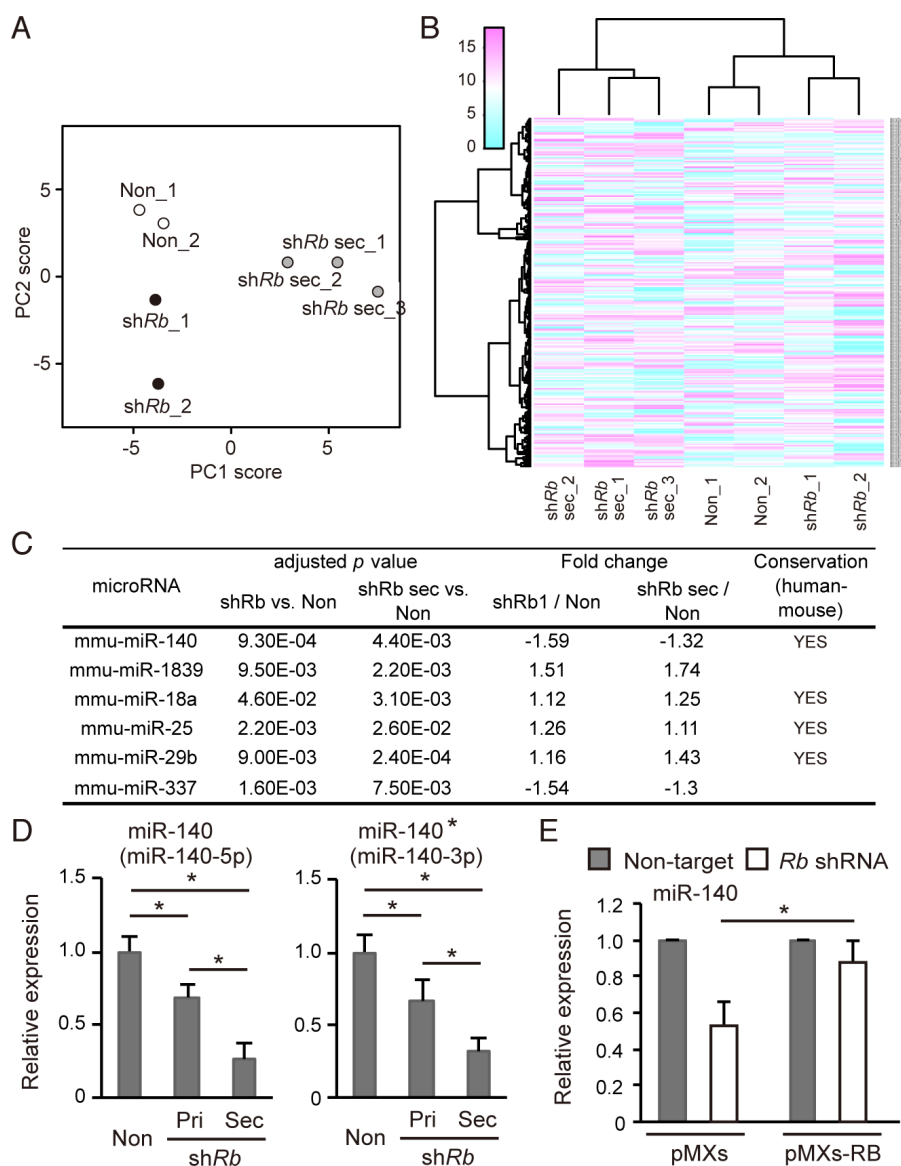 A
5
0
-5
PC2 score
Non_1
Non_2
shRb_1
shRb_2
shRb sec_1
shRb sec_2
shRb sec_3
-5
0
5
PC1 score
B
15
10
5
0
shRb sec_2
shRb sec_1
shRb sec_3
Non_1
Non_2
shRb_1
shRb_2
C
microRNA
adjusted p value
Fold change
Conservation (human-mouse)
shRb vs. Non
shRb sec vs. Non
shRb1 / Non
shRb sec / Non
mmu-miR-140 9.30E-04 4.40E-03 -1.59 -1.32 YES
mmu-miR-1839 9.50E-03 2.20E-03 1.51 1.74
mmu-miR-18a 4.60E-02 3.10E-03 1.12 1.25 YES
mmu-miR-25 2.20E-03 2.60E-02 1.26 1.11 YES
mmu-miR-29b 9.00E-03 2.40E-04 1.16 1.43 YES
mmu-miR-337 1.60E-03 7.50E-03 -1.54 -1.3
D
miR-140
(miR-140-5p)
Relative expression
1.5
1.0
0.5
0
*
*
*
Non
Pri
Sec
shRb
miR-140*
(miR-140-3p)
1.5
1.0
0.5
0
*
*
*
Non
Pri
Sec
shRb
E
Non-target
Rb shRNA
miR-140
Relative expression
1.2
1.0
0.8
0.6
0.4
0.2
0
*
pMXs
pMXs-RB